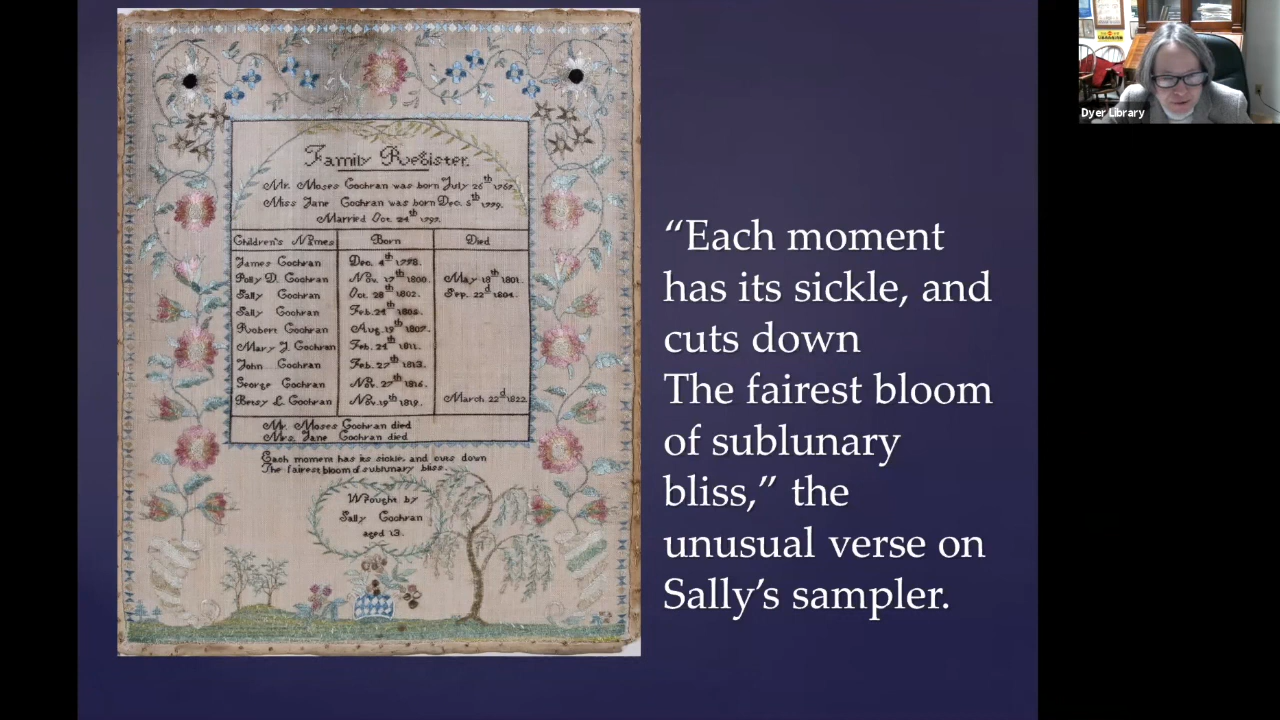 Family Register.
Mr. Moses Cochran was born July 26th 1769.
Miss Jane Cochran was born Dec. 5th 1779.
Married Oct. 24th 1797.
Children's Names Born Died
James Cochran Dec. 4th 1798.
Polly D. Cochran Nov. 17th 1800. May 18th 1801.
Sally Cochran Oct. 28th 1802. Sep. 22d 1804.
Sally Cochran Feb. 24th
Robert Cochran Aug. 19th 1807.
Mary J. Cochran Feb. 24th 1811.
John Cochran Feb. 27th 1813.
George Cochran Nov. 27th 1816.
Betsy L. Cochran Nov. 19th 1819. March 22d 1822.
Mr. Moses Cochran died
Mrs. Jane Cochran died
Each moment has its sickle, and cuts down
The fairest bloom of sublunary bliss.
Wrought by
Sally Cochran
aged 13.
“Each moment
has its sickle, and
cuts down
The fairest bloom
of sublunary
bliss,” the
unusual verse on
Sally’s sampler.
Dyer Library